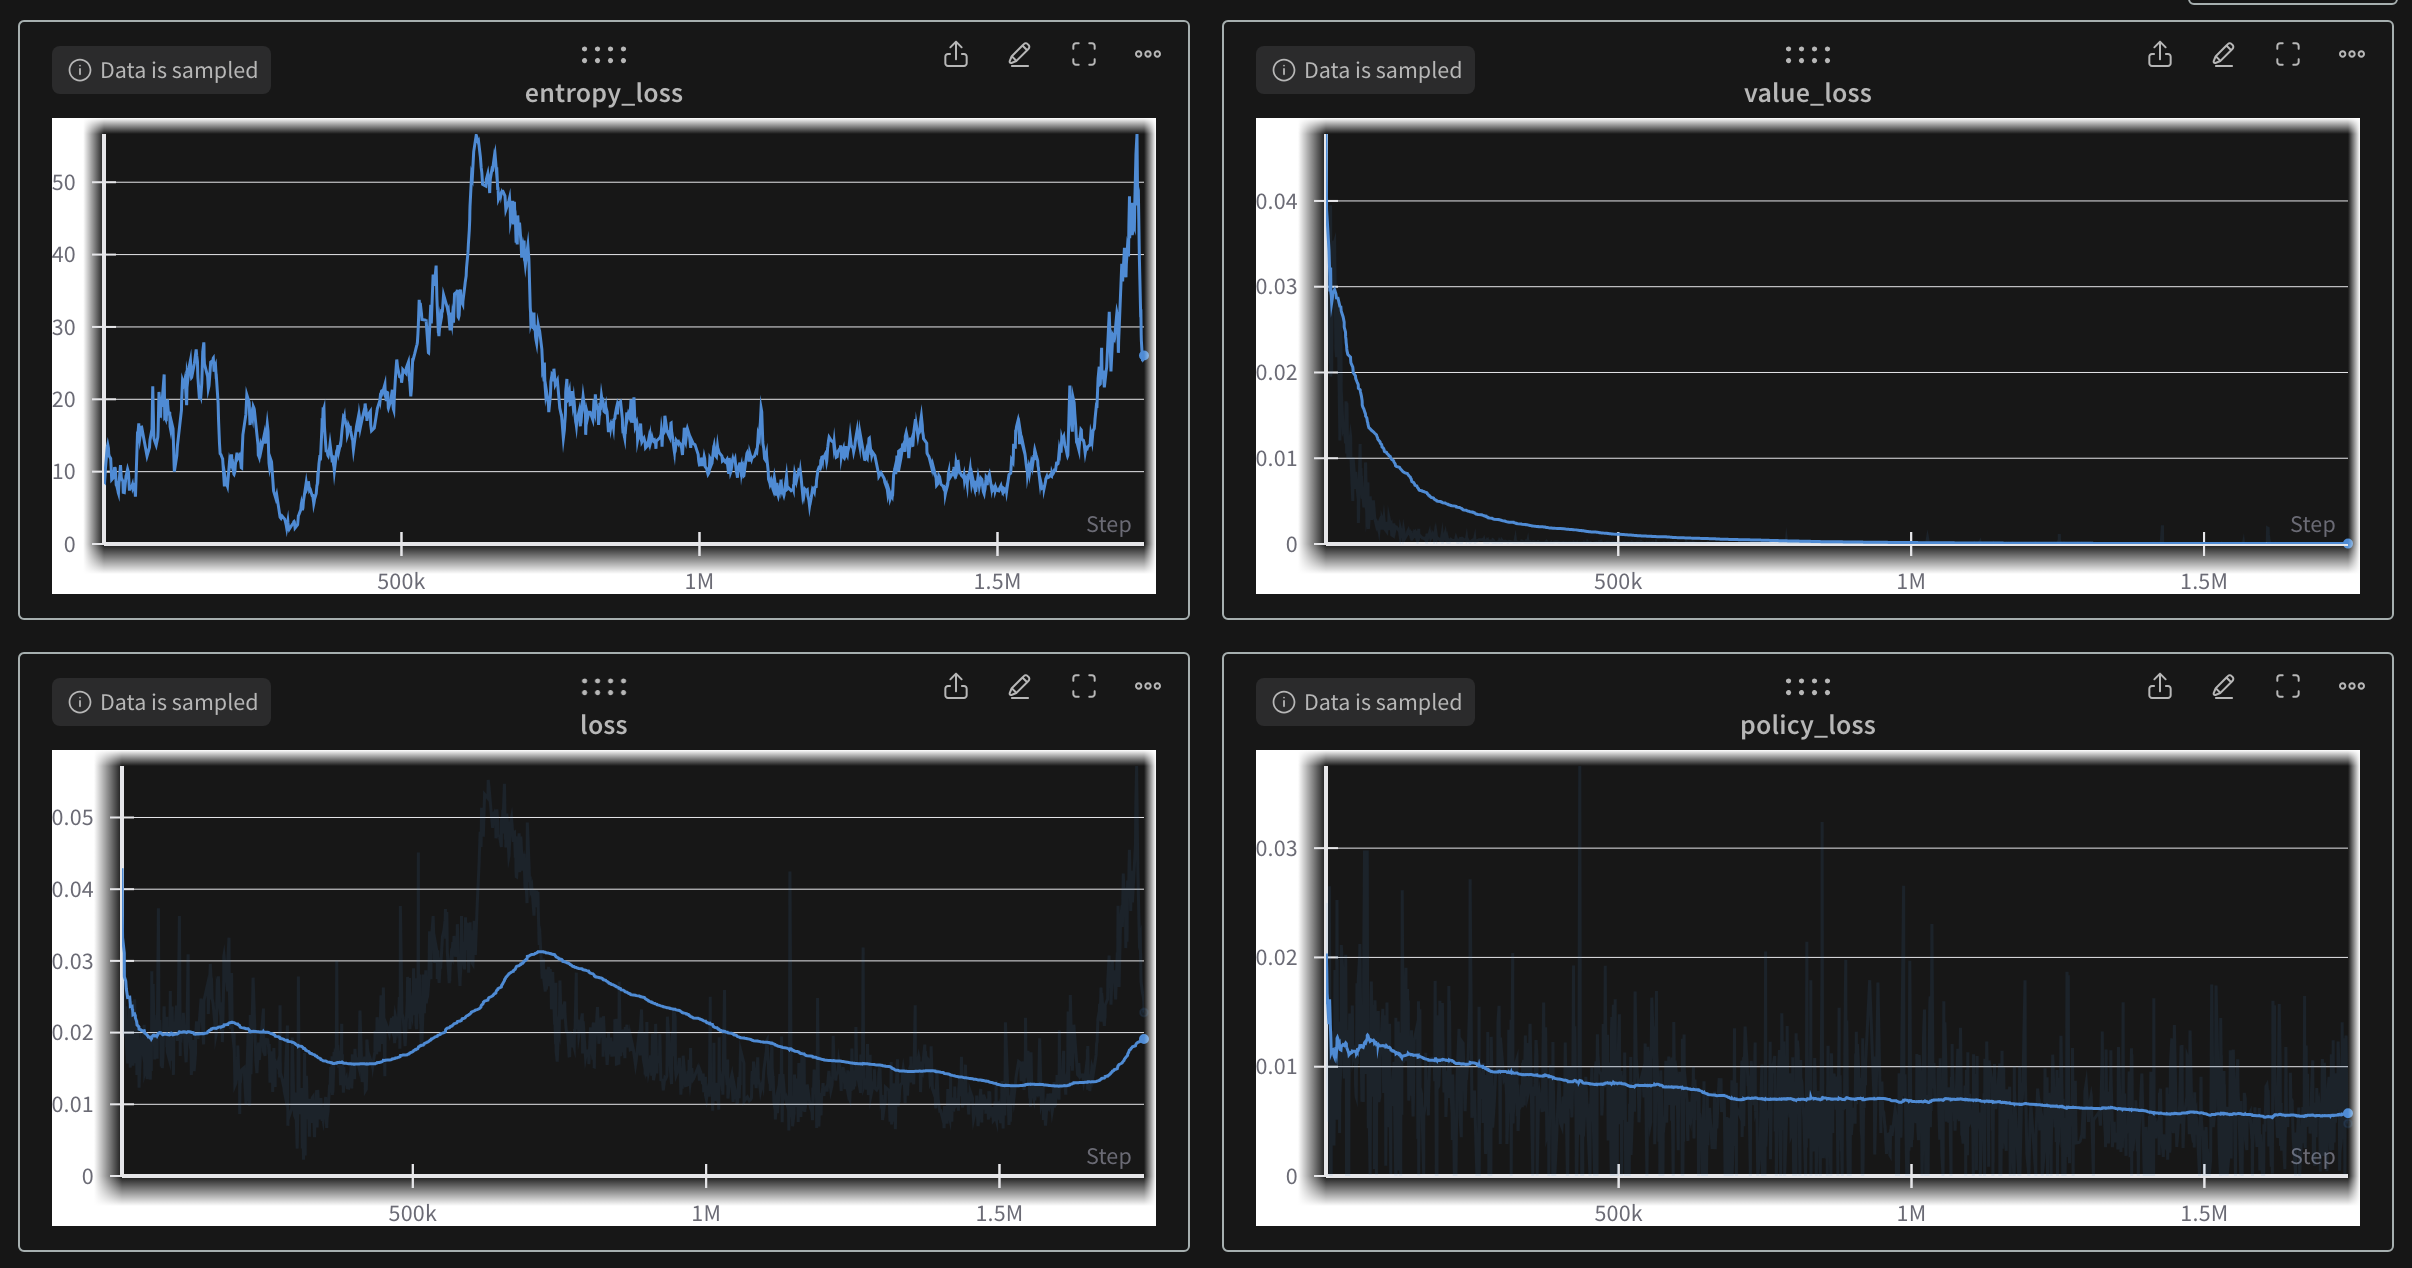 Data is sampled
entropy_loss
50
40
30
20
10
0
Step
500k 1M 1.5M
Data is sampled
value_loss
0.04
0.03
0.02
0.01
0
Step
500k 1M 1.5M
Data is sampled
loss
0.05
0.04
0.03
0.02
0.01
0
Step
500k 1M 1.5M
Data is sampled
policy_loss
0.03
0.02
0.01
0
Step
500k 1M 1.5M